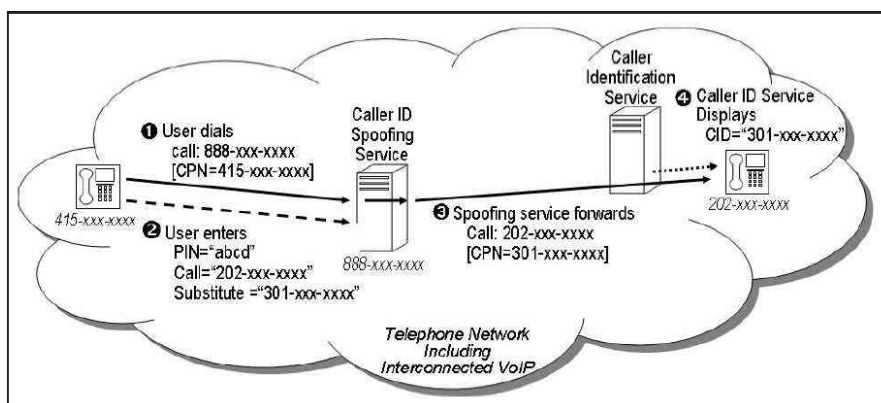 ❶ User dials
call: 888-xxx-xxxx
[CPN=415-xxx-xxxx]
415-xxx-xxxx
❷ User enters
PIN="abcd"
Call="202-xxx-xxxx"
Substitute ="301-xxx-xxxx"
Caller ID
Spoofing
Service
888-xxx-xxxx
❸ Spoofing service forwards
Call: 202-xxx-xxxx
[CPN=301-xxx-xxxx]
Caller
Identification
Service
❹ Caller ID Service
Displays
CID="301-xxx-xxxx"
202-xxx-xxxx
Telephone Network
Including
Interconnected VoIP